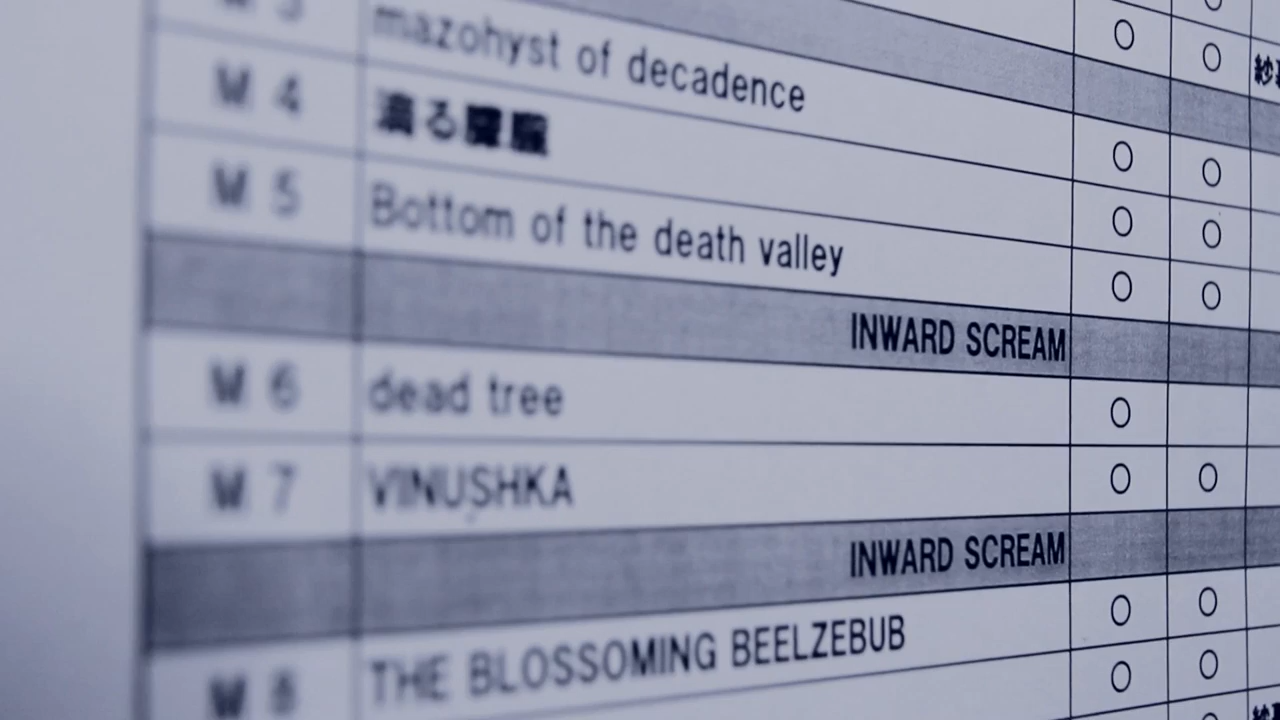 M 3 mazohyst of decadence
M 4 滴る朦朧
M 5 Bottom of the death valley
INWARD SCREAM
M 6 dead tree
M 7 VINUSHKA
INWARD SCREAM
M 8 THE BLOSSOMING BEELZEBUB